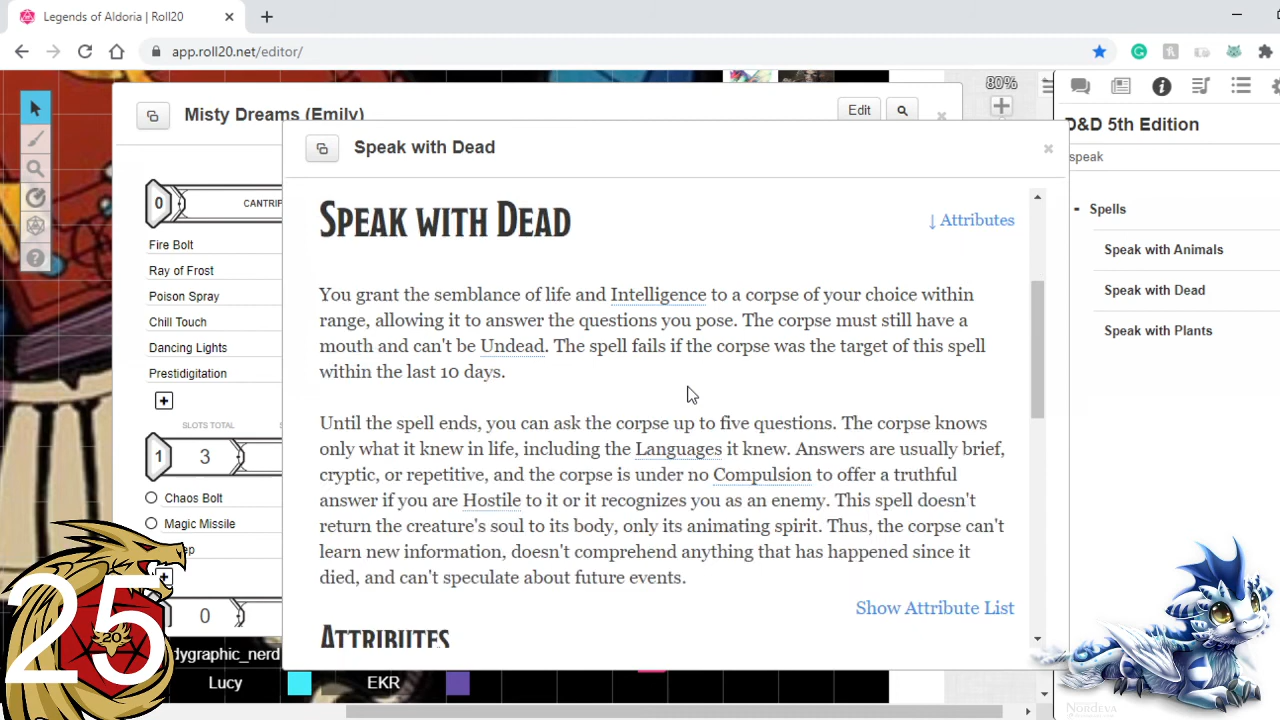 Legends of Aldoria | Roll20
app.roll20.net/editor/
80%
Misty Dreams (Emily)
Edit
Speak with Dead
D&D 5th Edition
speak
Spells
Speak with Animals
Speak with Dead
Speak with Plants
0
CANTRIP
Fire Bolt
Ray of Frost
Poison Spray
Chill Touch
Dancing Lights
Prestidigitation
SLOTS TOTAL
1
3
Chaos Bolt
Magic Missile
ep
0
SPEAK WITH DEAD
↓ Attributes
You grant the semblance of life and Intelligence to a corpse of your choice within
range, allowing it to answer the questions you pose. The corpse must still have a
mouth and can't be Undead. The spell fails if the corpse was the target of this spell
within the last 10 days.
Until the spell ends, you can ask the corpse up to five questions. The corpse knows
only what it knew in life, including the Languages it knew. Answers are usually brief,
cryptic, or repetitive, and the corpse is under no Compulsion to offer a truthful
answer if you are Hostile to it or it recognizes you as an enemy. This spell doesn't
return the creature's soul to its body, only its animating spirit. Thus, the corpse can't
learn new information, doesn't comprehend anything that has happened since it
died, and can't speculate about future events.
Show Attribute List
ATTRIBUTES
25
20
dygraphic_nerd
Lucy
EKR
NORDEVA